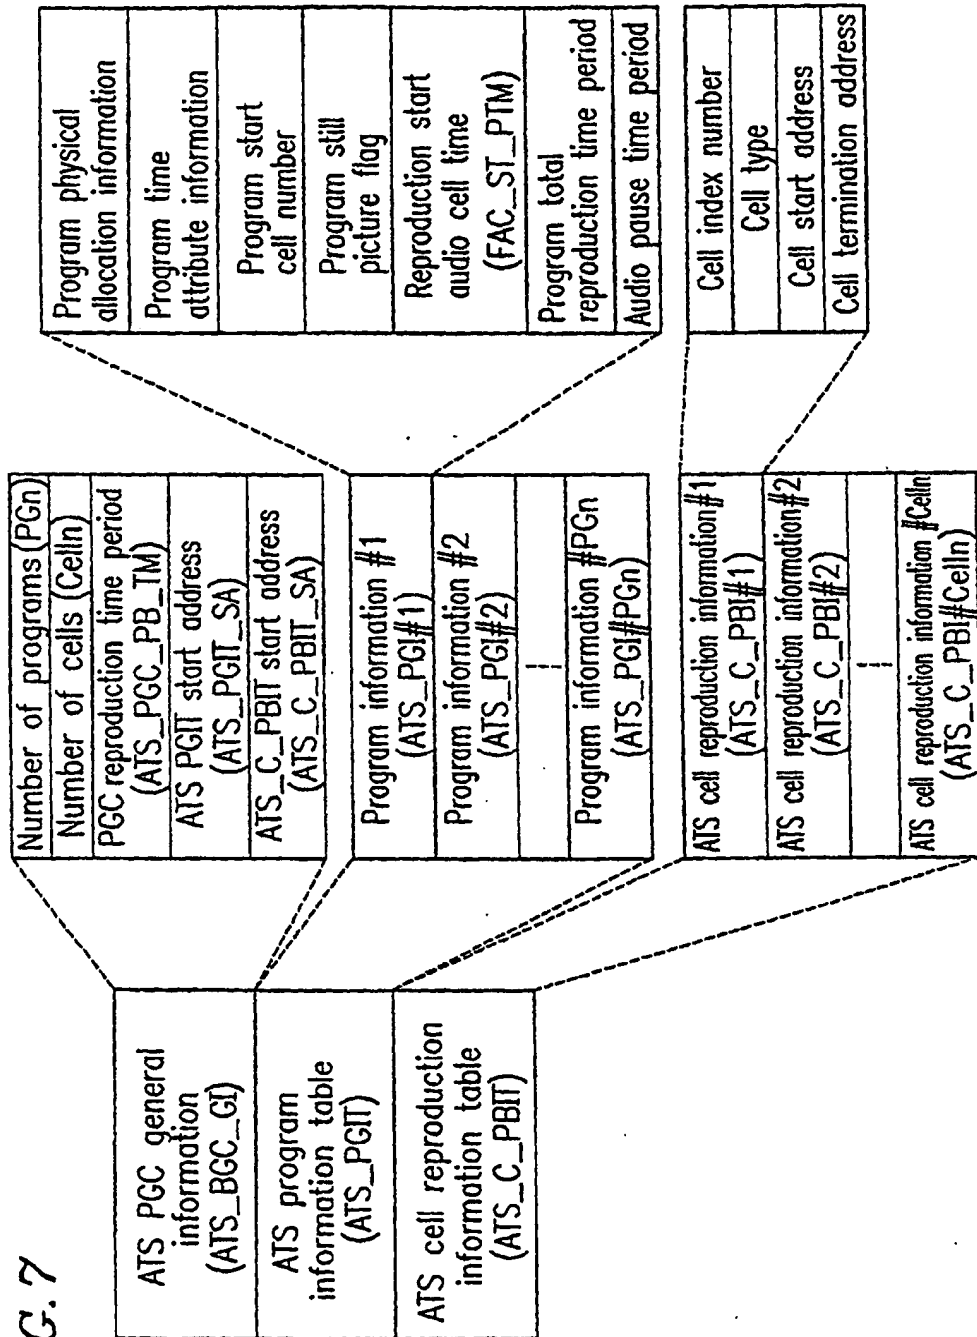 G. 7
ATS PGC general
information
(ATS_BGC_GI)
ATS program
information table
(ATS_PGIT)
ATS cell reproduction
information table
(ATS_C_PBIT)
Number of programs(PGn)
Number of cells(Celln)
PGC reproduction time period
(ATS_PGC_PB_TM)
ATS PGIT start address
(ATS_PGIT_SA)
ATS_C_PBIT start address
(ATS_C_PBIT_SA)
Program information #1
(ATS_PGI#1)
Program information #2
(ATS_PGI#2)
Program information #PGn
(ATS_PGI#PGn)
ATS cell reproduction information#1
(ATS_C_PBI#1)
ATS cell reproduction information#2
(ATS_C_PBI#2)
ATS cell reproduction information #Celln
(ATS_C_PBI#Celln)
Program physical
allocation information
Program time
attribute information
Program start
cell number
Program still
picture flag
Reproduction start
audio cell time
(FAC_ST_PTM)
Program total
reproduction time period
Audio pause time period
Cell index number
Cell type
Cell start address
Cell termination address